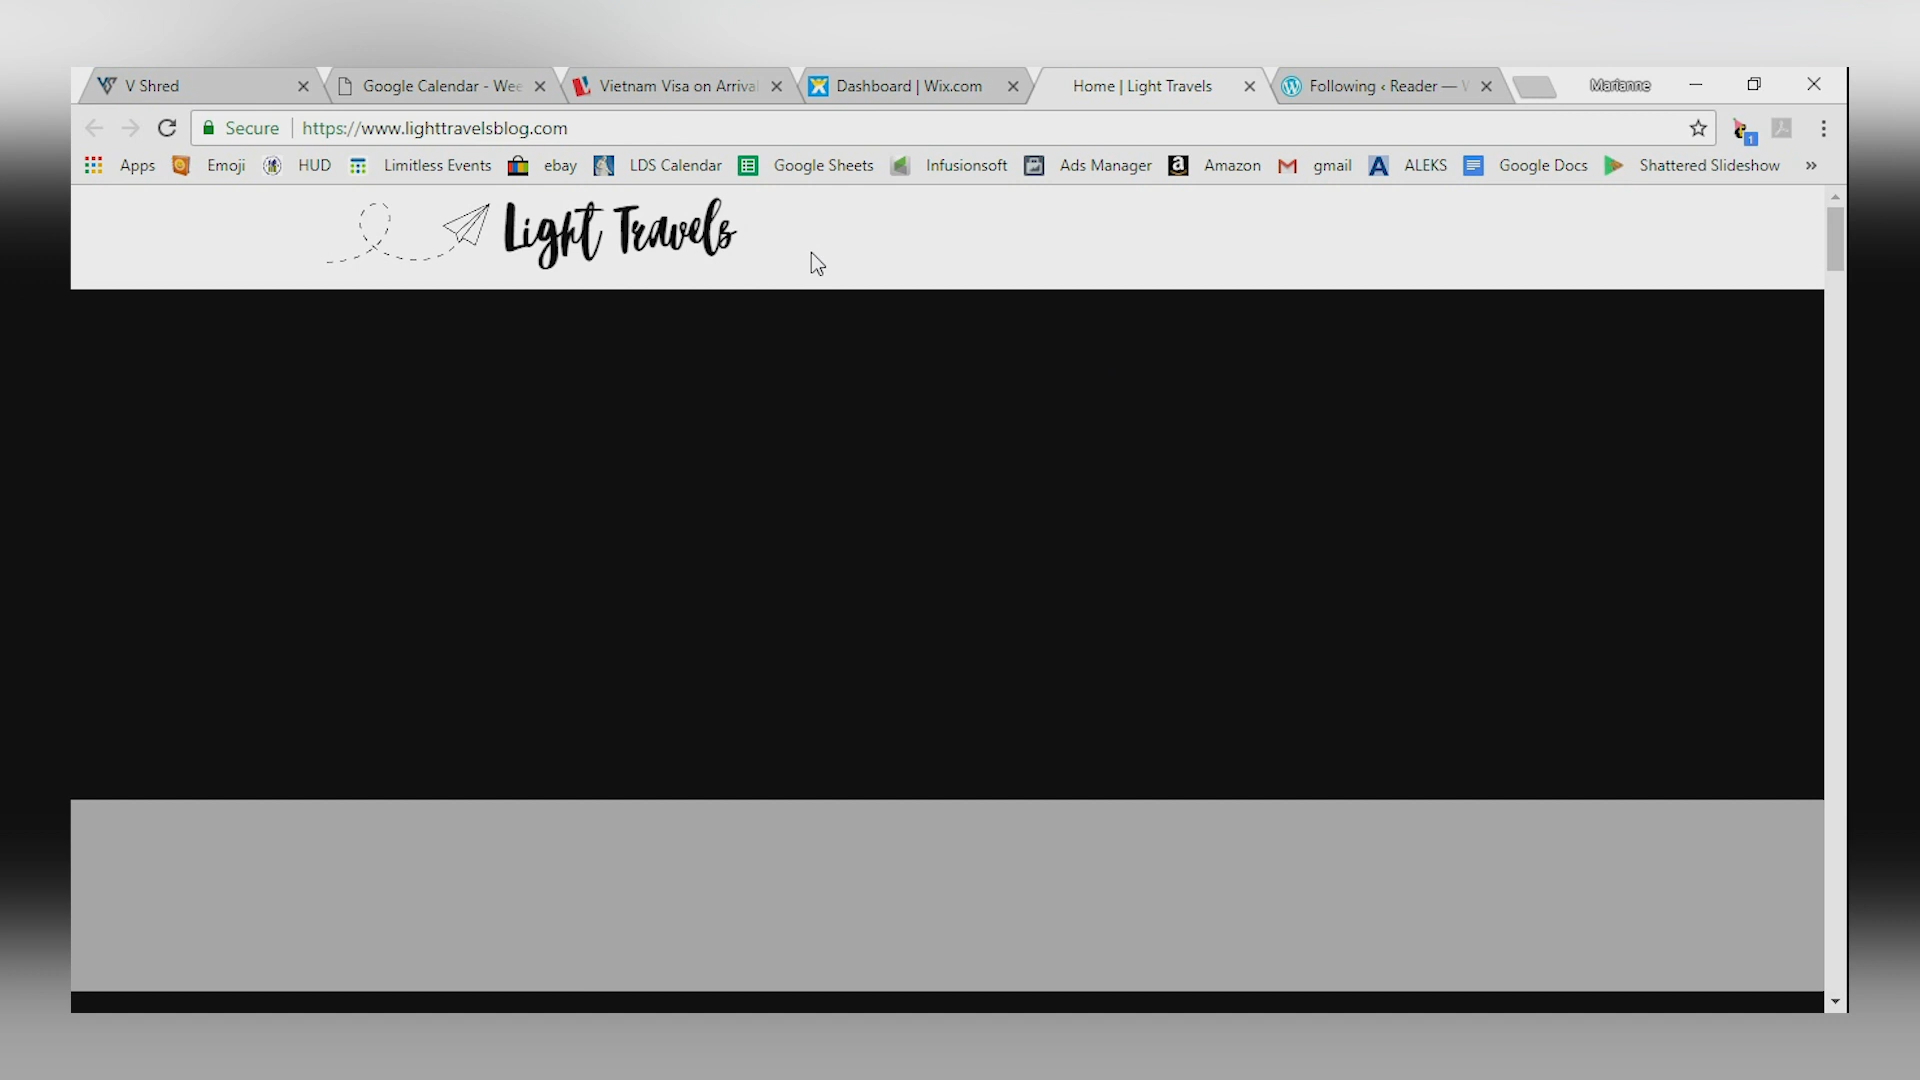 V Shred
Google Calendar - Wee
Vietnam Visa on Arrival
Dashboard | Wix.com
Home | Light Travels
Following ‹ Reader —
Marianne
Secure
https://www.lighttravelsblog.com
1
Apps
Emoji
HUD
Limitless Events
ebay
LDS Calendar
Google Sheets
Infusionsoft
Ads Manager
Amazon
gmail
ALEKS
Google Docs
Shattered Slideshow
»
Light Travels